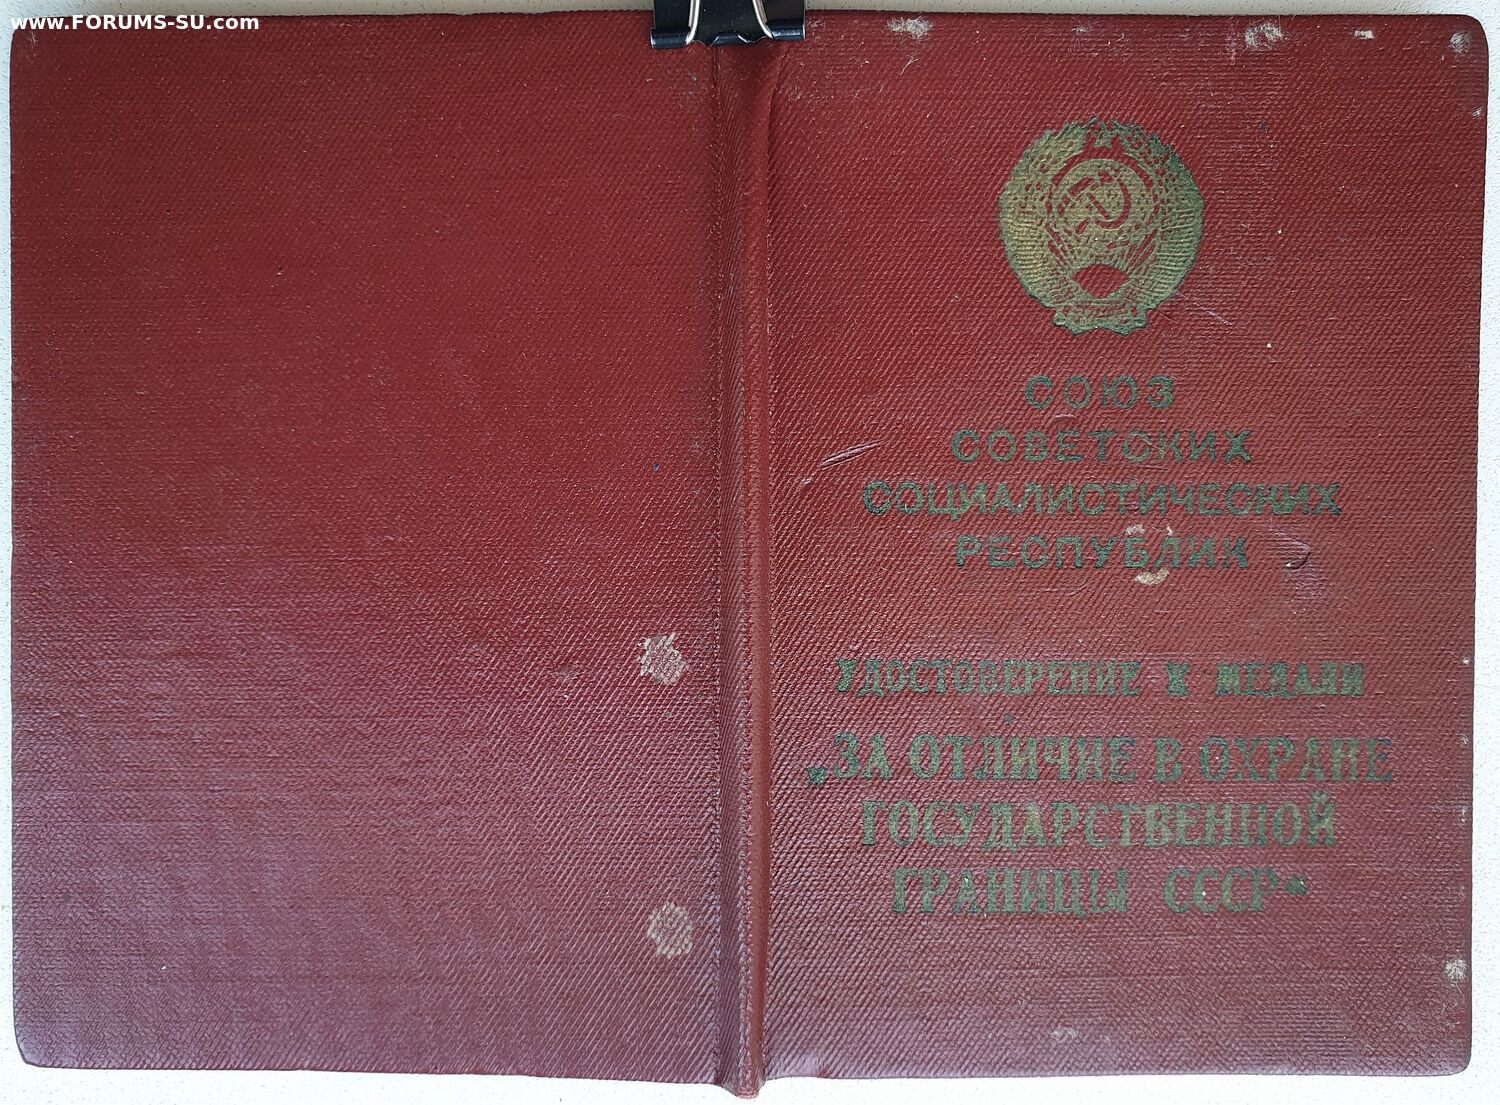 www.FORUMS-SU.com
СОЮЗ
СОВЕТСКИХ
СОЦИАЛИСТИЧЕСКИХ
РЕСПУБЛИК
УДОСТОВЕРЕНИЕ К МЕДАЛИ
„ЗА ОТЛИЧИЕ В ОХРАНЕ
ГОСУДАРСТВЕННОЙ
ГРАНИЦЫ СССР“